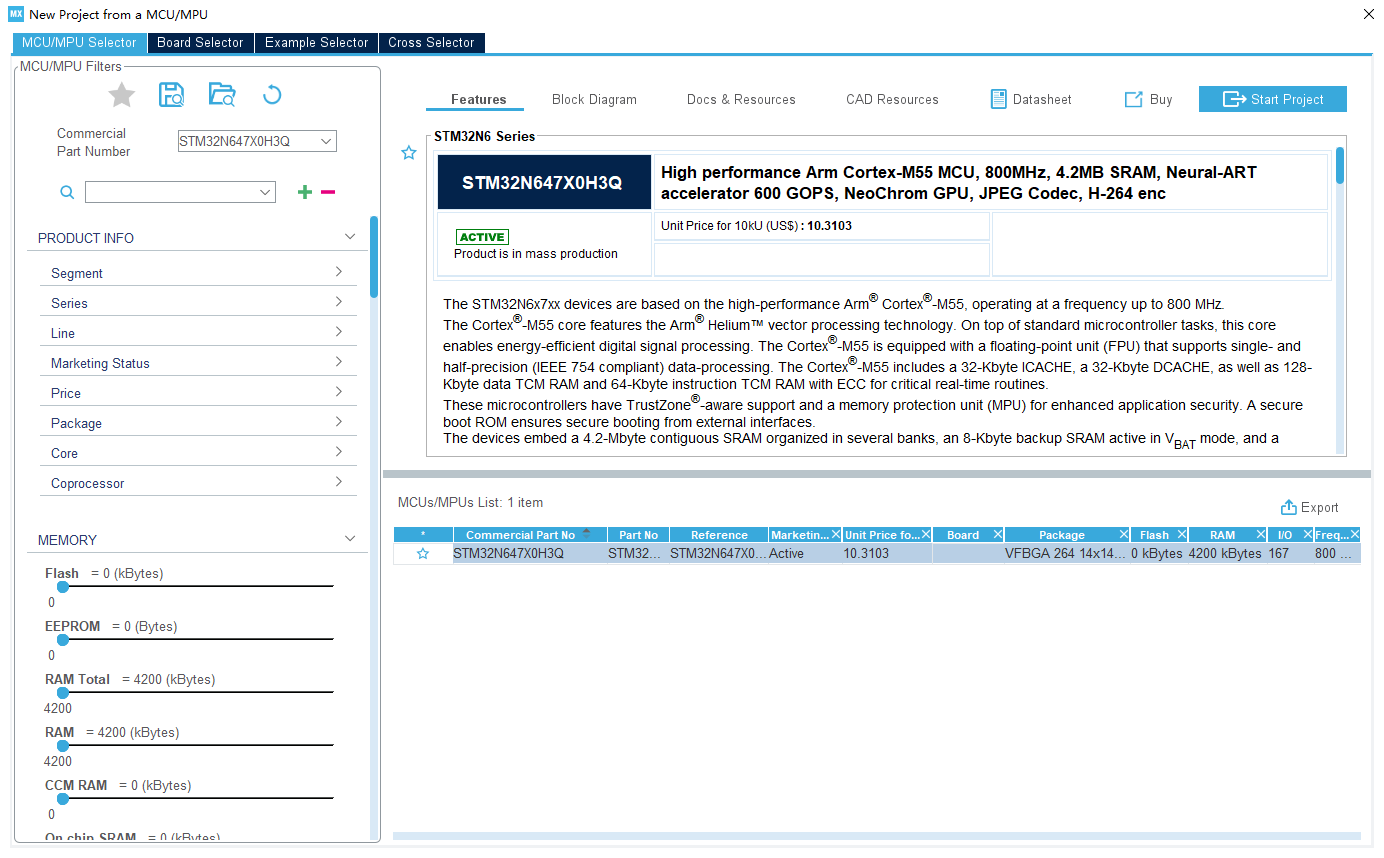 MX New Project from a MCU/MPU
MCU/MPU Selector Board Selector Example Selector Cross Selector
MCU/MPU Filters
Commercial
Part Number
STM32N647X0H3Q
PRODUCT INFO
Segment
Series
Line
Marketing Status
Price
Package
Core
Coprocessor
MEMORY
Flash = 0 (kBytes)
0
EEPROM = 0 (Bytes)
0
RAM Total = 4200 (kBytes)
4200
RAM = 4200 (kBytes)
4200
CCM RAM = 0 (kBytes)
0
On chip SRAM = 0 (kBytes)
Features Block Diagram Docs & Resources CAD Resources Datasheet Buy Start Project
STM32N6 Series
STM32N647X0H3Q
High performance Arm Cortex-M55 MCU, 800MHz, 4.2MB SRAM, Neural-ART
accelerator 600 GOPS, NeoChrom GPU, JPEG Codec, H-264 enc
ACTIVE
Product is in mass production
Unit Price for 10kU (US$) : 10.3103
The STM32N6x7xx devices are based on the high-performance Arm® Cortex®-M55, operating at a frequency up to 800 MHz.
The Cortex®-M55 core features the Arm® Helium™ vector processing technology. On top of standard microcontroller tasks, this core
enables energy-efficient digital signal processing. The Cortex®-M55 is equipped with a floating-point unit (FPU) that supports single- and
half-precision (IEEE 754 compliant) data-processing. The Cortex®-M55 includes a 32-Kbyte ICACHE, a 32-Kbyte DCACHE, as well as 128-
Kbyte data TCM RAM and 64-Kbyte instruction TCM RAM with ECC for critical real-time routines.
These microcontrollers have TrustZone®-aware support and a memory protection unit (MPU) for enhanced application security. A secure
boot ROM ensures secure booting from external interfaces.
The devices embed a 4.2-Mbyte contiguous SRAM organized in several banks, an 8-Kbyte backup SRAM active in VBAT mode, and a
MCUs/MPUs List: 1 item
Export
* Commercial Part No Part No Reference Marketin... Unit Price fo... Board Package Flash RAM I/O Freq...
STM32N647X0H3Q STM32... STM32N647X0... Active 10.3103 VFBGA 264 14x14... 0 kBytes 4200 kBytes 167 800 ...